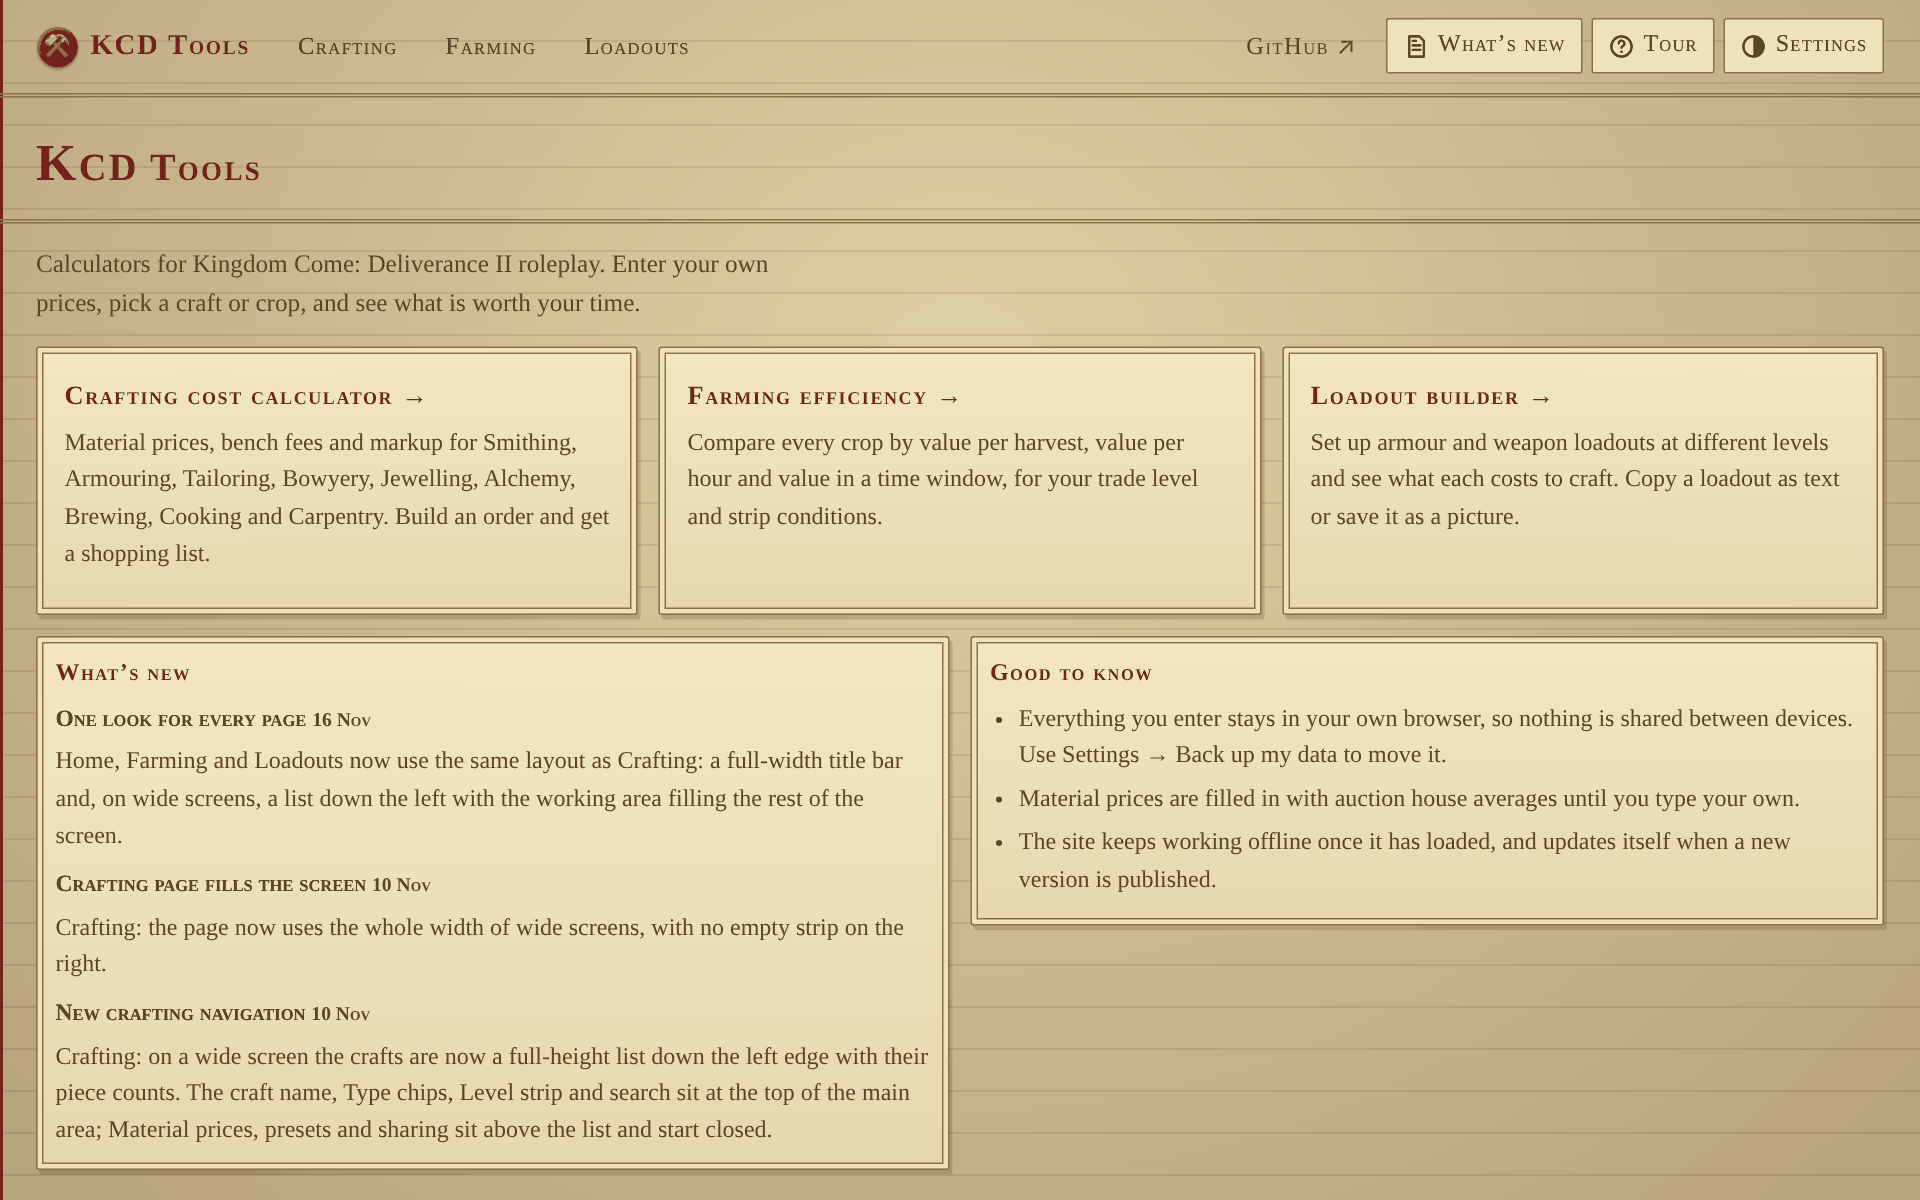 KCD Tools
Crafting
Farming
Loadouts
GitHub ↗
What’s new
Tour
Settings
Kcd Tools
Calculators for Kingdom Come: Deliverance II roleplay. Enter your own
prices, pick a craft or crop, and see what is worth your time.
Crafting cost calculator →
Material prices, bench fees and markup for Smithing,
Armouring, Tailoring, Bowyery, Jewelling, Alchemy,
Brewing, Cooking and Carpentry. Build an order and get
a shopping list.
Farming efficiency →
Compare every crop by value per harvest, value per
hour and value in a time window, for your trade level
and strip conditions.
Loadout builder →
Set up armour and weapon loadouts at different levels
and see what each costs to craft. Copy a loadout as text
or save it as a picture.
What’s new
One look for every page 16 Nov
Home, Farming and Loadouts now use the same layout as Crafting: a full-width title bar
and, on wide screens, a list down the left with the working area filling the rest of the
screen.
Crafting page fills the screen 10 Nov
Crafting: the page now uses the whole width of wide screens, with no empty strip on the
right.
New crafting navigation 10 Nov
Crafting: on a wide screen the crafts are now a full-height list down the left edge with their
piece counts. The craft name, Type chips, Level strip and search sit at the top of the main
area; Material prices, presets and sharing sit above the list and start closed.
Good to know
• Everything you enter stays in your own browser, so nothing is shared between devices.
Use Settings → Back up my data to move it.
• Material prices are filled in with auction house averages until you type your own.
• The site keeps working offline once it has loaded, and updates itself when a new
version is published.